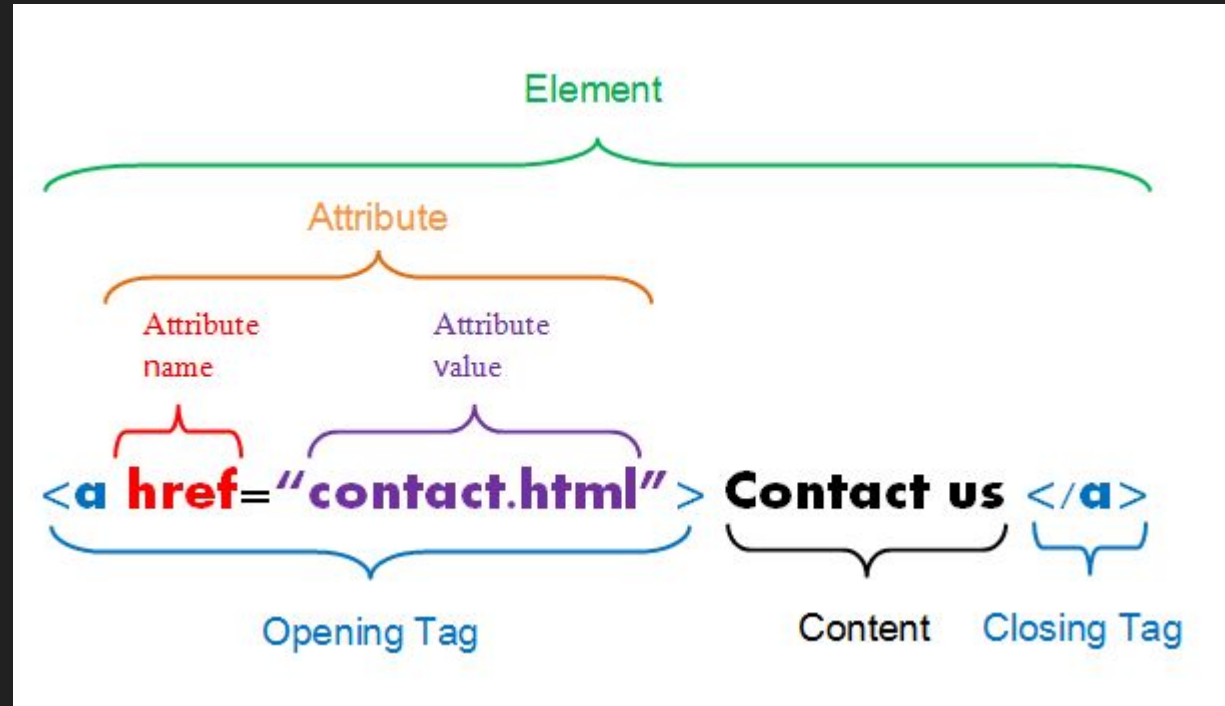 Element
Attribute
Attribute
name
Attribute
value
<a href=“contact.html”> Contact us </a>
Opening Tag
Content
Closing Tag